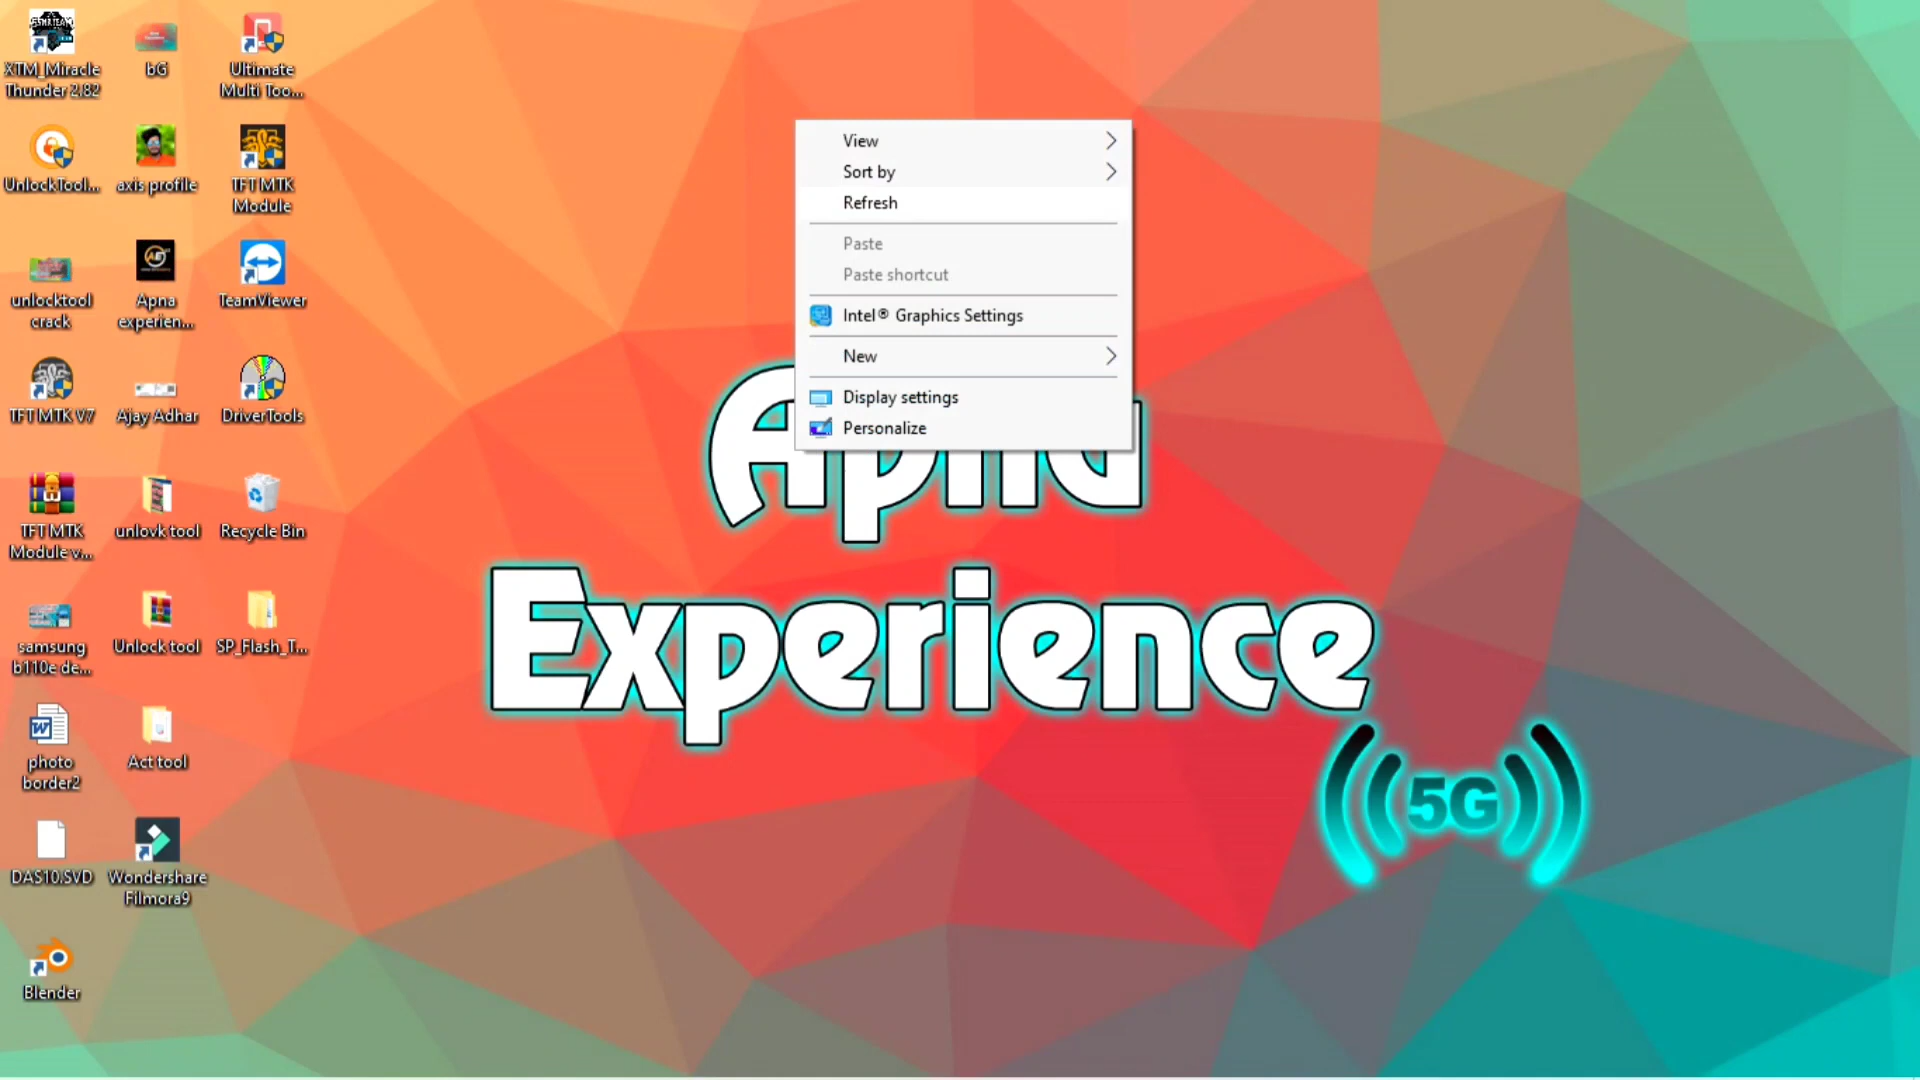 XTM_Miracle
Thunder 2.82
bG
Ultimate
Multi Too...
UnlockTool...
axis profile
TFT MTK
Module
unlocktool
crack
Apna
experien...
TeamViewer
TFT MTK V7
Ajay Adhar
DriverTools
TFT MTK
Module v...
unlovk tool
Recycle Bin
samsung
b110e de...
Unlock tool
SP_Flash_T...
photo
border2
Act tool
DAS10.SVD
Wondershare
Filmora9
Blender
View
Sort by
Refresh
Paste
Paste shortcut
Intel® Graphics Settings
New
Display settings
Personalize
Apna
Experience
5G